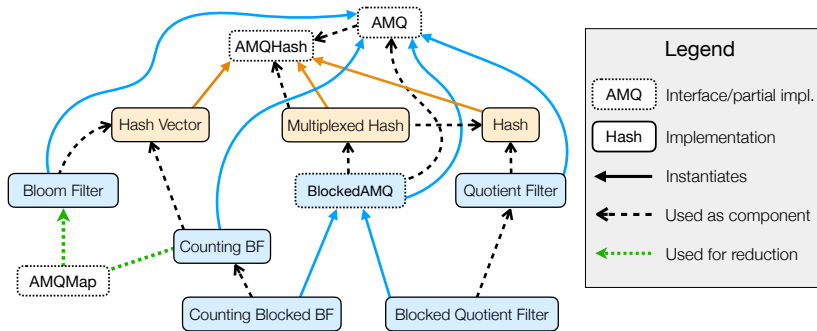 AMQ
AMQHash
Hash Vector
Multiplexed Hash
Hash
Bloom Filter
BlockedAMQ
Quotient Filter
Counting BF
AMQMap
Counting Blocked BF
Blocked Quotient Filter
Legend
AMQ Interface/partial impl.
Hash Implementation
Instantiates
Used as component
Used for reduction